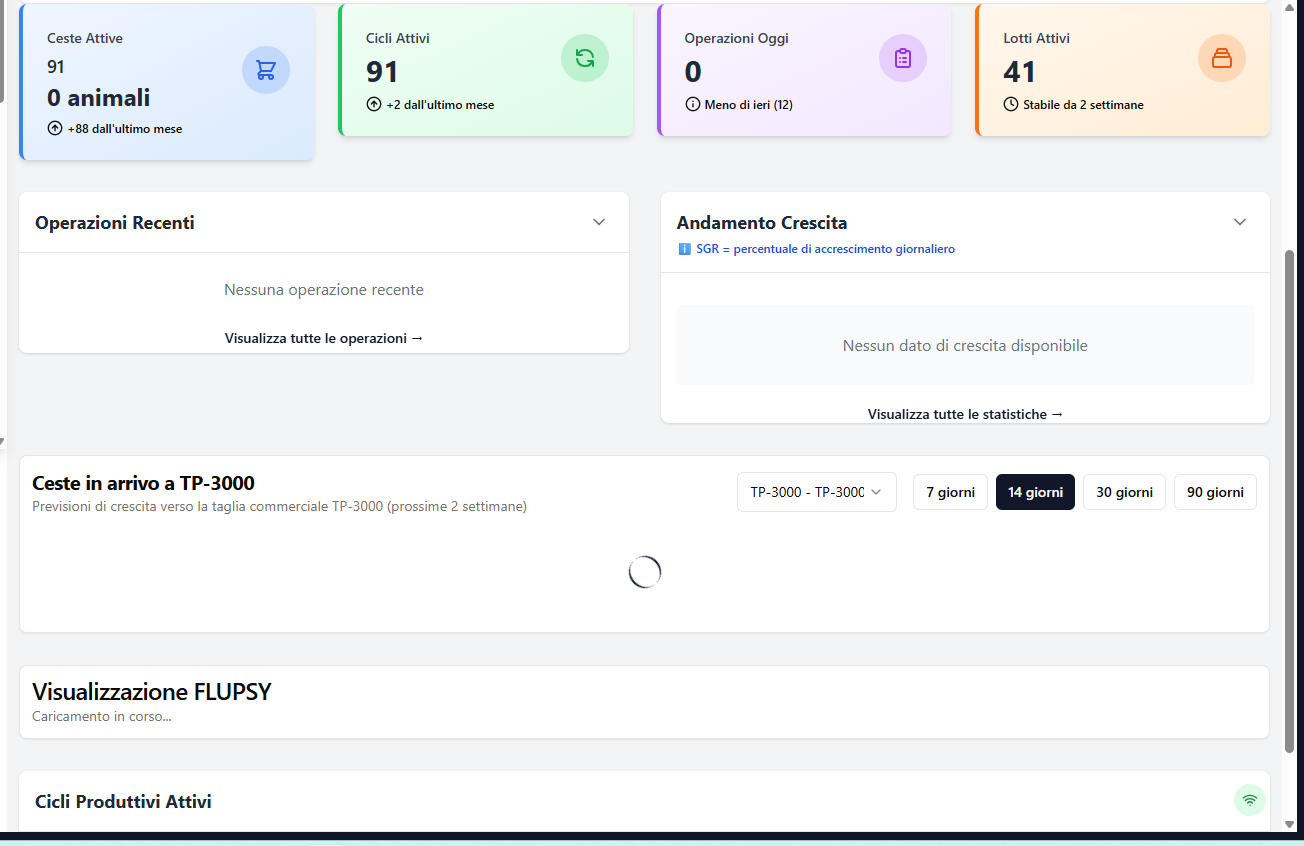 Ceste Attive
91
0 animali
+88 dall'ultimo mese
Cicli Attivi
91
+2 dall'ultimo mese
Operazioni Oggi
0
Meno di ieri (12)
Lotti Attivi
41
Stabile da 2 settimane
Operazioni Recenti
Nessuna operazione recente
Visualizza tutte le operazioni →
Andamento Crescita
ℹ️ SGR = percentuale di accrescimento giornaliero
Nessun dato di crescita disponibile
Visualizza tutte le statistiche →
Ceste in arrivo a TP-3000
Previsioni di crescita verso la taglia commerciale TP-3000 (prossime 2 settimane)
TP-3000 - TP-3000
7 giorni
14 giorni
30 giorni
90 giorni
Visualizzazione FLUPSY
Caricamento in corso...
Cicli Produttivi Attivi